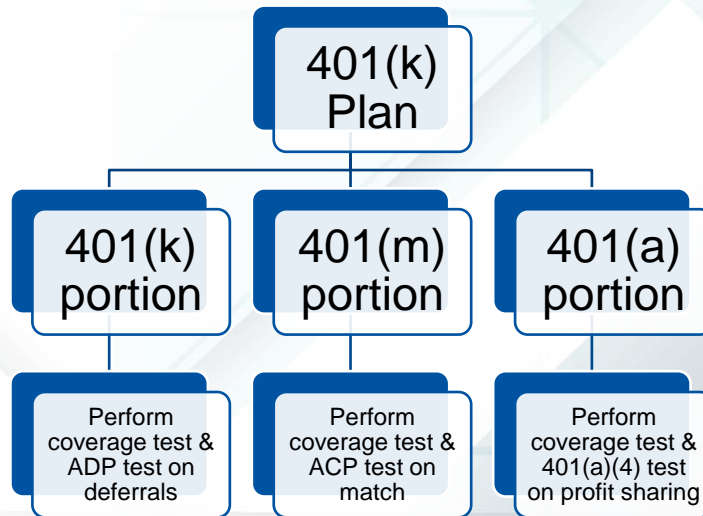 401(k)
Plan
401(k)
portion
401(m)
portion
401(a)
portion
Perform
coverage test &
ADP test on
deferrals
Perform
coverage test &
ACP test on
match
Perform
coverage test &
401(a)(4) test
on profit sharing